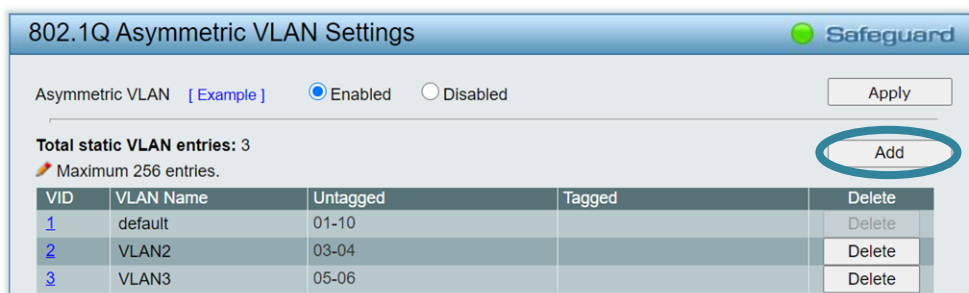 802.1Q Asymmetric VLAN Settings Safeguard
Asymmetric VLAN [ Example ] Enabled Disabled Apply
Total static VLAN entries: 3
Add
Maximum 256 entries.
VID VLAN Name Untagged Tagged Delete
1 default 01-10 Delete
2 VLAN2 03-04 Delete
3 VLAN3 05-06 Delete